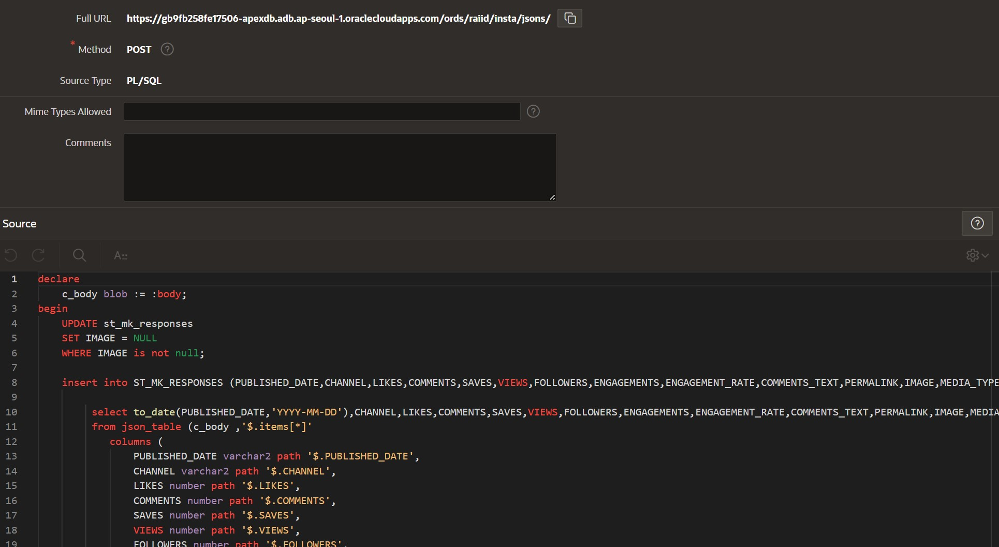 Full URL https://gb9fb258fe17506-apexdb.adb.ap-seoul-1.oraclecloudapps.com/ords/raiid/insta/jsons/
* Method POST ?
Source Type PL/SQL
Mime Types Allowed ?
Comments
Source ?
A
1 declare
2 c_body blob := :body;
3 begin
4 UPDATE st_mk_responses
5 SET IMAGE = NULL
6 WHERE IMAGE is not null;
7
8 insert into ST_MK_RESPONSES (PUBLISHED_DATE,CHANNEL,LIKES,COMMENTS,SAVES,VIEWS,FOLLOWERS,ENGAGEMENTS,ENGAGEMENT_RATE,COMMENTS_TEXT,PERMALINK,IMAGE,MEDIA_TYPE
9
10 select to_date(PUBLISHED_DATE,'YYYY-MM-DD'),CHANNEL,LIKES,COMMENTS,SAVES,VIEWS,FOLLOWERS,ENGAGEMENTS,ENGAGEMENT_RATE,COMMENTS_TEXT,PERMALINK,IMAGE,MEDIA
11 from json_table (c_body ,'$.items[*]'
12 columns (
13 PUBLISHED_DATE varchar2 path '$.PUBLISHED_DATE',
14 CHANNEL varchar2 path '$.CHANNEL',
15 LIKES number path '$.LIKES',
16 COMMENTS number path '$.COMMENTS',
17 SAVES number path '$.SAVES',
18 VIEWS number path '$.VIEWS',
19 FOLLOWERS number path '$.FOLLOWERS',